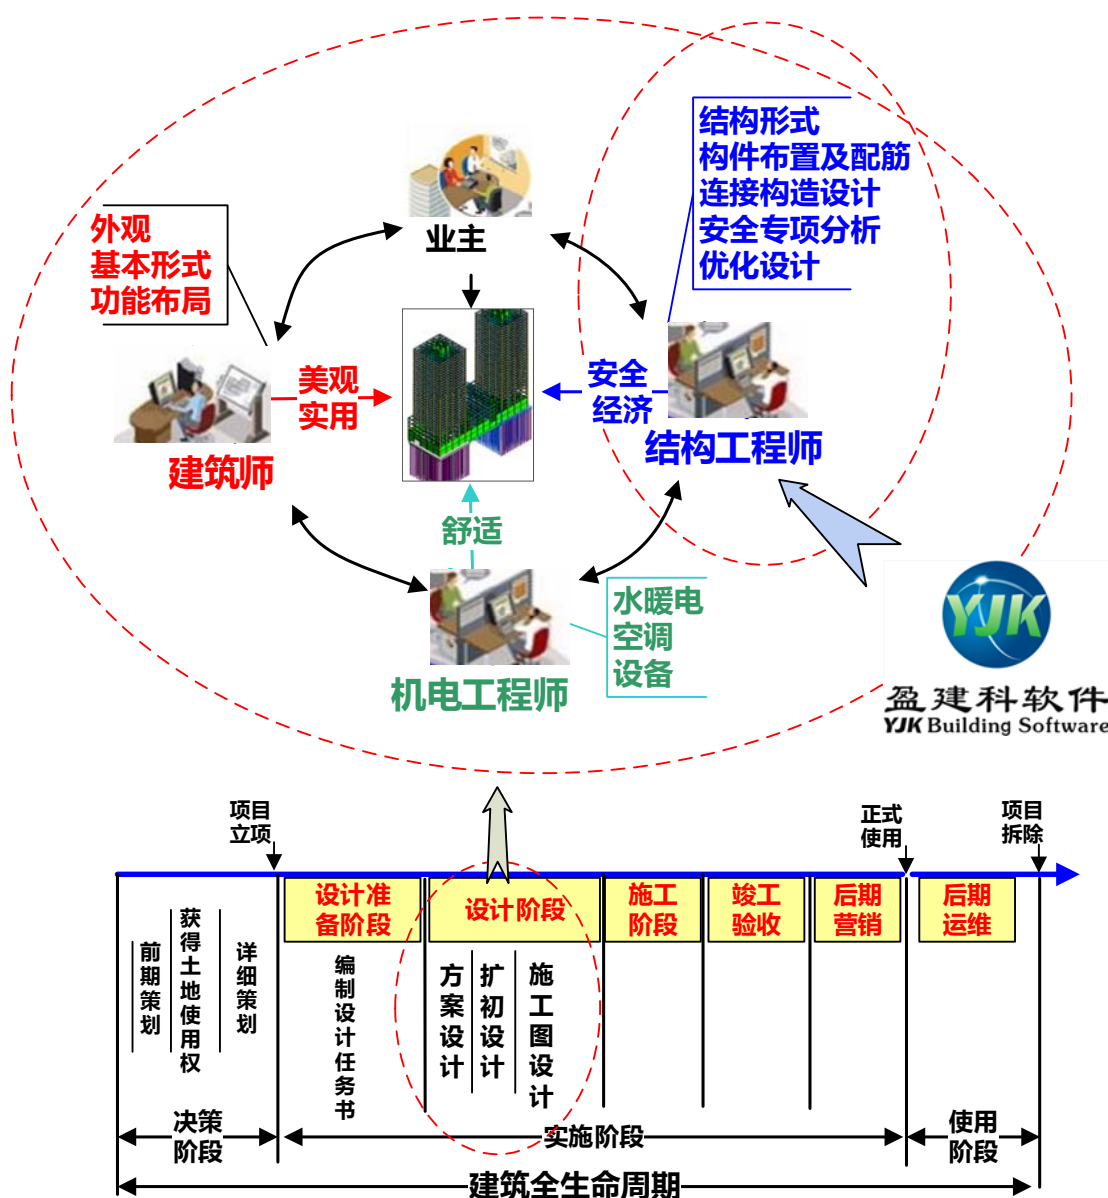 结构形式
构件布置及配筋
连接构造设计
安全专项分析
优化设计
业主
外观
基本形式
功能布局
美观
实用
安全
经济
建筑师
结构工程师
舒适
水暖电
空调
设备
机电工程师
YJK
盈建科软件
YJK Building Software
项目
立项
正式
使用
项目
拆除
设计准
备阶段
设计阶段
施工
阶段
竣工
验收
后期
营销
后期
运维
前期策划
获得土地使用权
详细策划
编制设计任务书
方案设计
扩初设计
施工图设计
决策
阶段
实施阶段
使用
阶段
建筑全生命周期